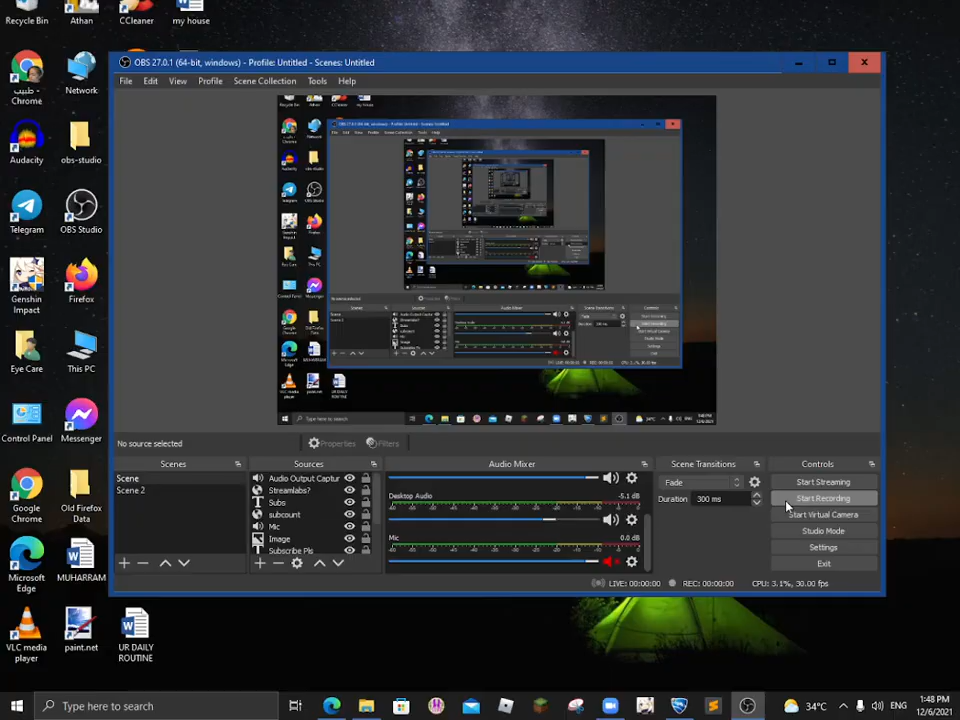 Recycle Bin
Athan
CCleaner
my house
طبيب - Chrome
Network
Audacity
obs-studio
Telegram
OBS Studio
Genshin Impact
Firefox
Eye Care
This PC
Control Panel
Messenger
Google Chrome
Old Firefox Data
Microsoft Edge
MUHARRAM
VLC media player
paint.net
UR DAILY ROUTINE
OBS 27.0.1 (64-bit, windows) - Profile: Untitled - Scenes: Untitled
File Edit View Profile Scene Collection Tools Help
No source selected
Properties
Filters
Scenes
Scene
Scene 2
Sources
Audio Output Captur
Streamlabs?
Tubs
subcount
Mic
Image
Subscribe Pls
Audio Mixer
Desktop Audio -5.1 dB
Mic 0.0 dB
Scene Transitions
Fade
Duration 300 ms
Controls
Start Streaming
Start Recording
Start Virtual Camera
Studio Mode
Settings
Exit
LIVE: 00:00:00
REC: 00:00:00
CPU: 3.1%, 30.00 fps
Type here to search
34°C
ENG
1:48 PM
12/6/2021